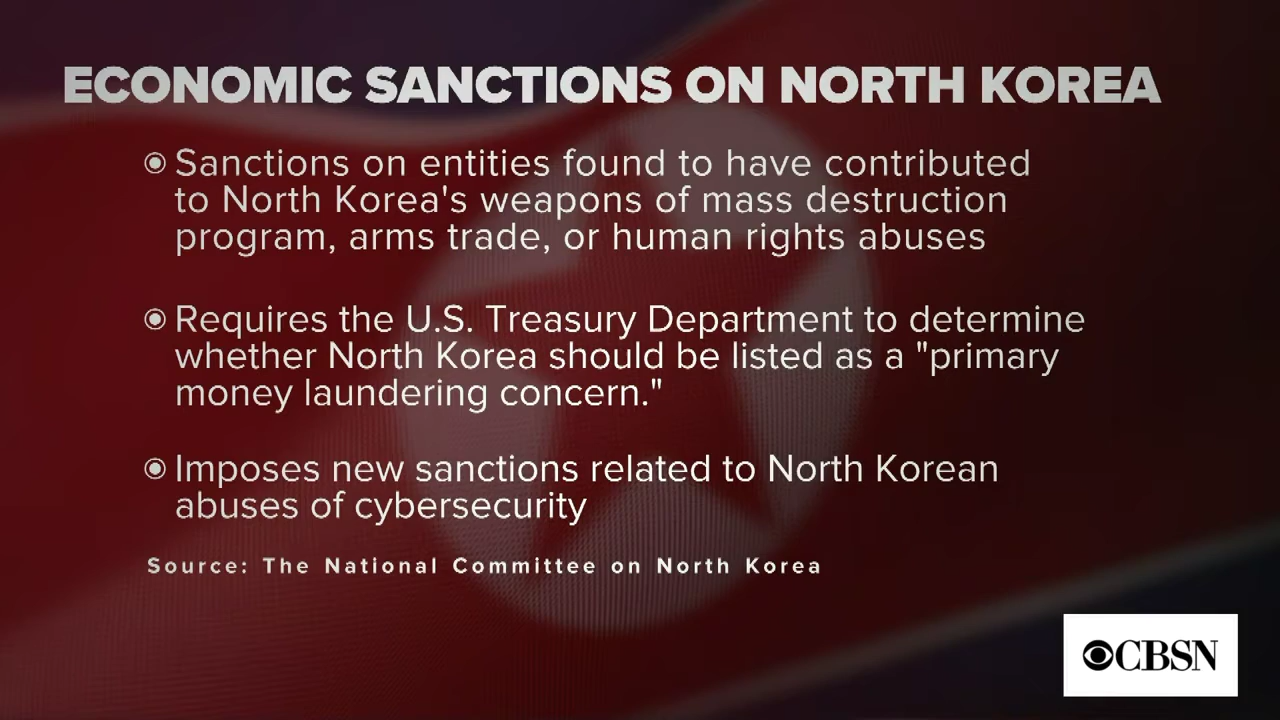 ECONOMIC SANCTIONS ON NORTH KOREA
Sanctions on entities found to have contributed
to North Korea's weapons of mass destruction
program, arms trade, or human rights abuses
Requires the U.S. Treasury Department to determine
whether North Korea should be listed as a "primary
money laundering concern."
Imposes new sanctions related to North Korean
abuses of cybersecurity
Source: The National Committee on North Korea
CBSN